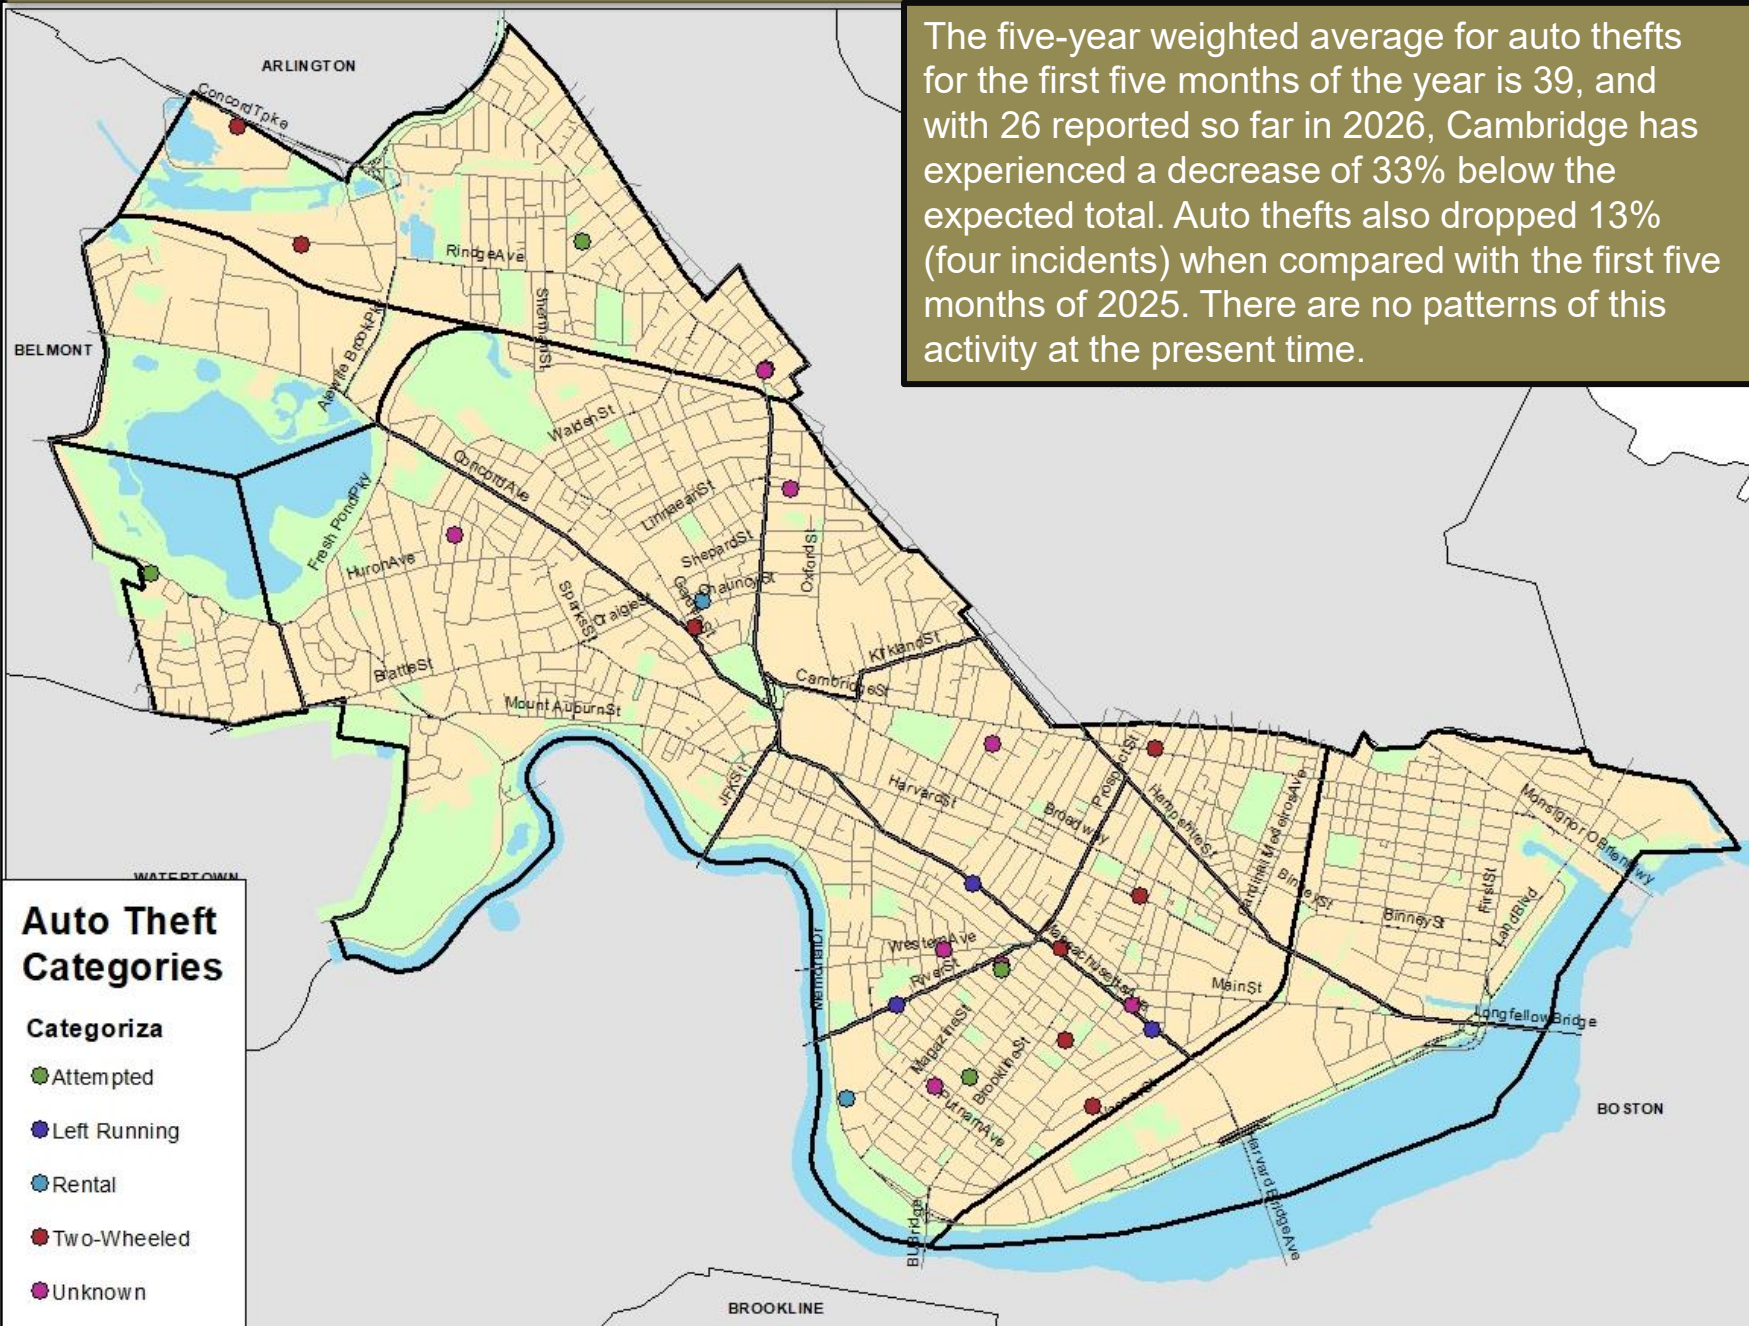 The five-year weighted average for auto thefts
for the first five months of the year is 39, and
with 26 reported so far in 2026, Cambridge has
experienced a decrease of 33% below the
expected total. Auto thefts also dropped 13%
(four incidents) when compared with the first five
months of 2025. There are no patterns of this
activity at the present time.
ARLINGTON
Concord Tpke
Rindge Ave
Sherman St
BELMONT
Alewife Brook Pk
Walden St
Concord Ave
Linnaean St
Fresh Pond Pky
Shepard St
Oxford St
Huron Ave
Chauncy St
Garden St
Sparks St
Craigie St
Kirkland St
Brattle St
Cambridge St
Mount Auburn St
JFK St
Prospect St
Harvard St
Broadway
Hampshire St
Cardinal Medeiros Ave
Monsignor OBrien Hwy
WATERTOWN
Binney St
First St
Binney St
Land Blvd
Western Ave
Memorial Dr
River St
Massachusetts Ave
Main St
Longfellow Bridge
Magazine St
Brookline St
Putnam Ave
BOSTON
Harvard Bridge Ave
BU Bridge
BROOKLINE
Auto Theft
Categories
Categoriza
Attempted
Left Running
Rental
Two-Wheeled
Unknown